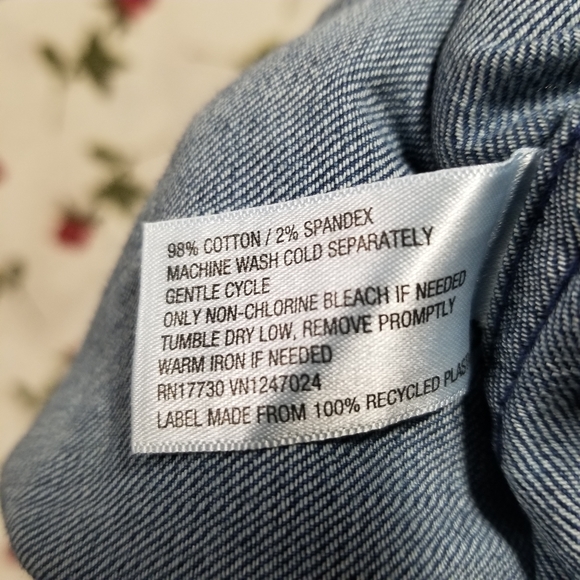 98% COTTON / 2% SPANDEX
MACHINE WASH COLD SEPARATELY
GENTLE CYCLE
ONLY NON-CHLORINE BLEACH IF NEEDED
TUMBLE DRY LOW, REMOVE PROMPTLY
WARM IRON IF NEEDED
RN17730 VN1247024
LABEL MADE FROM 100% RECYCLED